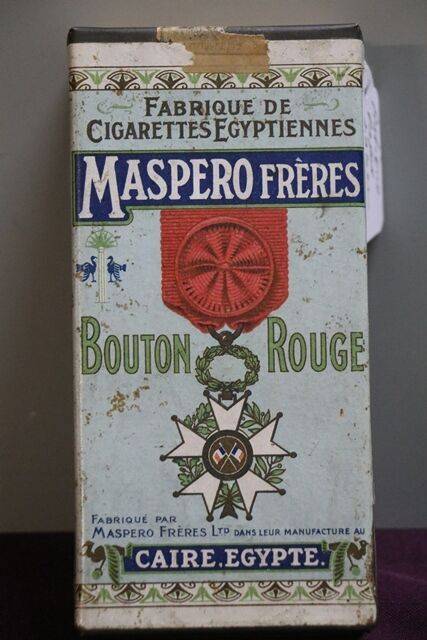 FABRIQUE DE
CIGARETTES EGYPTIENNES
MASPERO FRÈRES
BOUTON ROUGE
FABRIQUÉ PAR
MASPERO FRÈRES LTD DANS LEUR MANUFACTURE AU
CAIRE, EGYPTE.